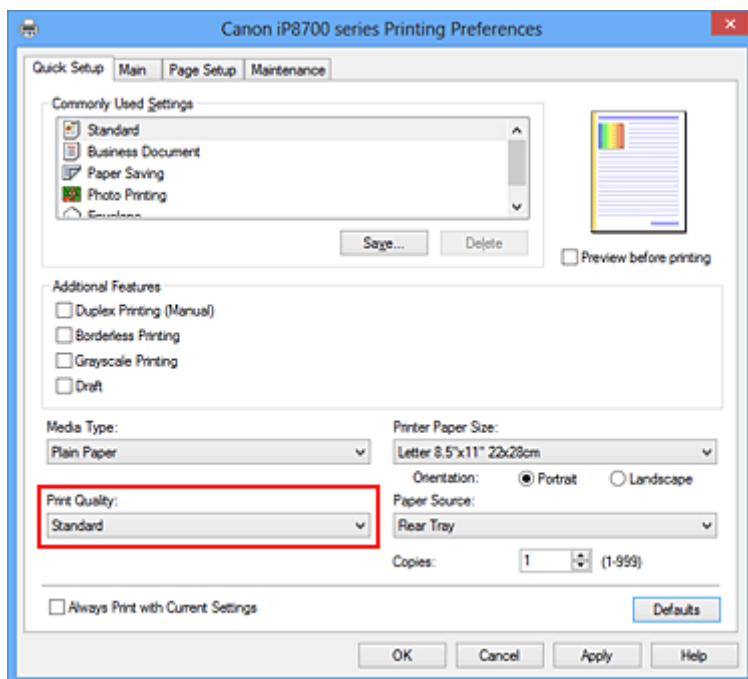 Canon iP8700 series Printing Preferences
Quick Setup Main Page Setup Maintenance
Commonly Used Settings
Standard
Business Document
Paper Saving
Photo Printing
Envelope
Save... Delete
Preview before printing
Additional Features
Duplex Printing (Manual)
Borderless Printing
Grayscale Printing
Draft
Media Type:
Plain Paper
Printer Paper Size:
Letter 8.5"x11" 22x28cm
Orientation: Portrait Landscape
Print Quality:
Standard
Paper Source:
Rear Tray
Copies: 1 (1-999)
Always Print with Current Settings
Defaults
OK Cancel Apply Help